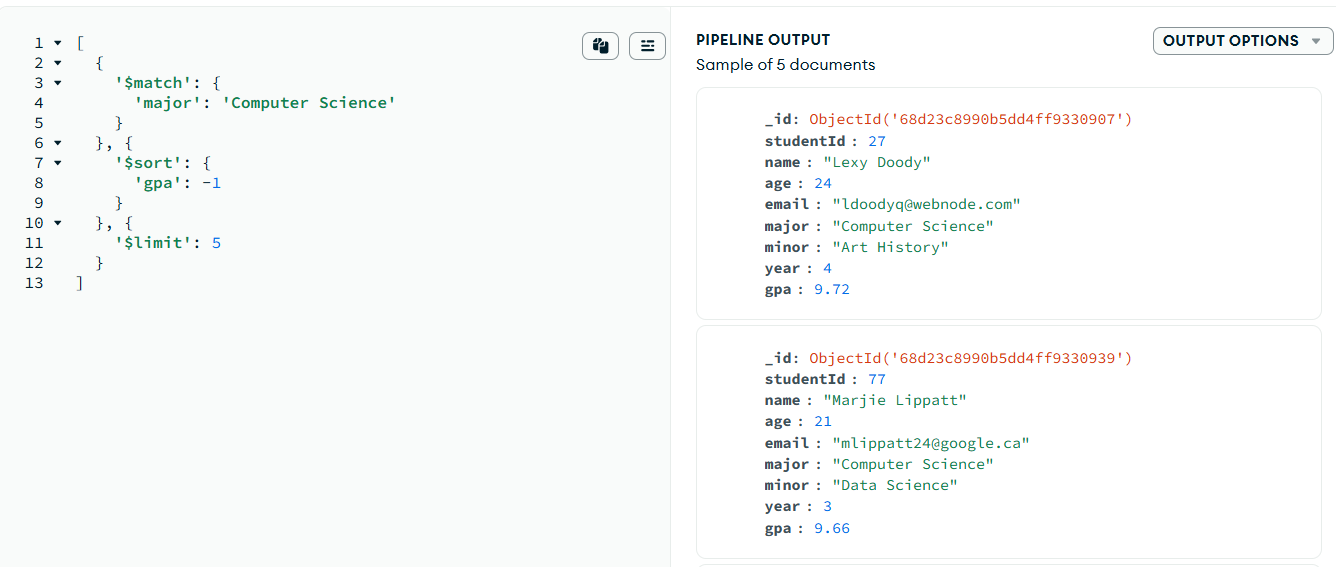 1 [
2 {
3 '$match': {
4 'major': 'Computer Science'
5 }
6 }, {
7 '$sort': {
8 'gpa': -1
9 }
10 }, {
11 '$limit': 5
12 }
13 ]
PIPELINE OUTPUT
OUTPUT OPTIONS
Sample of 5 documents
_id: ObjectId('68d23c8990b5dd4ff9330907')
studentId : 27
name : "Lexy Doody"
age : 24
email : "ldoodyq@webnode.com"
major : "Computer Science"
minor : "Art History"
year : 4
gpa : 9.72
_id: ObjectId('68d23c8990b5dd4ff9330939')
studentId : 77
name : "Marjie Lippatt"
age : 21
email : "mlippatt24@google.ca"
major : "Computer Science"
minor : "Data Science"
year : 3
gpa : 9.66